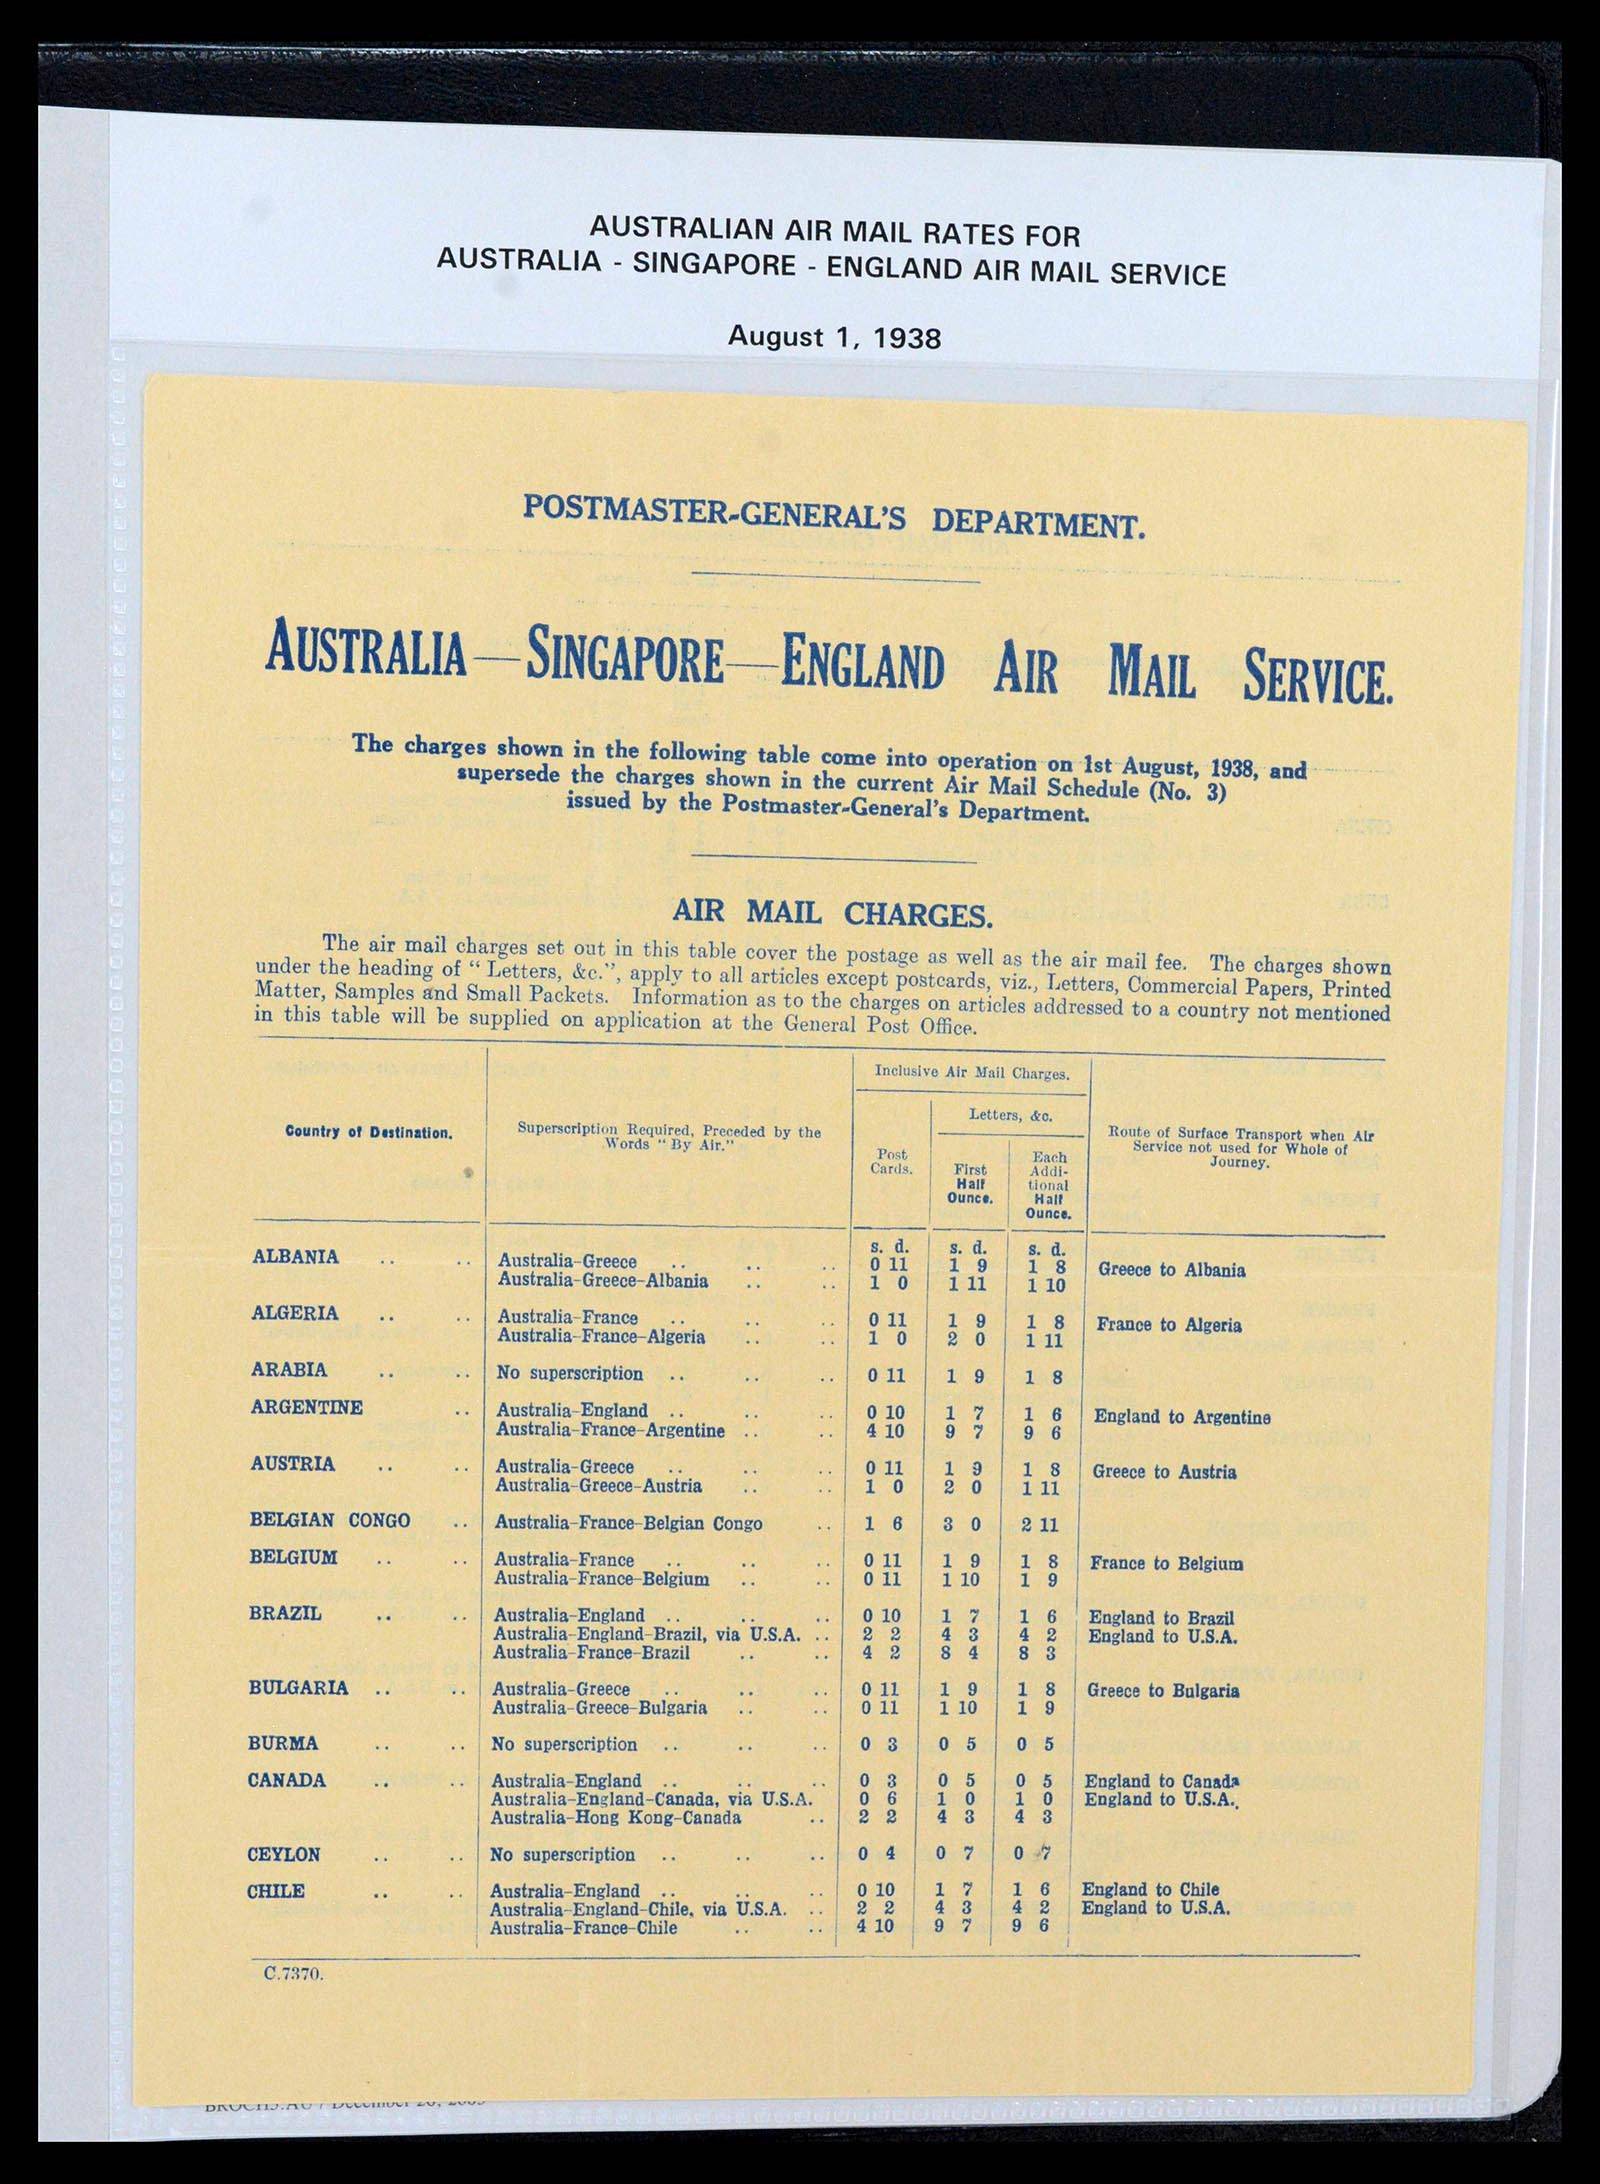 AUSTRALIAN AIR MAIL RATES FOR
AUSTRALIA - SINGAPORE - ENGLAND AIR MAIL SERVICE
August 1, 1938
POSTMASTER-GENERAL'S DEPARTMENT.
AUSTRALIA—SINGAPORE—ENGLAND AIR MAIL SERVICE.
The charges shown in the following table come into operation on 1st August, 1938, and
supersede the charges shown in the current Air Mail Schedule (No. 3)
issued by the Postmaster-General's Department.
AIR MAIL CHARGES.
The air mail charges set out in this table cover the postage as well as the air mail fee. The charges shown
under the heading of “ Letters, &c.”, apply to all articles except postcards, viz., Letters, Commercial Papers, Printed
Matter, Samples and Small Packets. Information as to the charges on articles addressed to a country not mentioned
in this table will be supplied on application at the General Post Office.
Country of Destination.
Superscription Required, Preceded by the
Words “ By Air.”
Inclusive Air Mail Charges.
Post
Cards.
Letters, &c.
First
Half
Ounce.
Each
Addi-
tional
Half
Ounce.
Route of Surface Transport when Air
Service not used for Whole of
Journey.
s. d. s. d. s. d.
ALBANIA .. .. Australia-Greece .. .. .. 0 11 1 9 1 8 Greece to Albania
Australia-Greece-Albania .. .. 1 0 1 11 1 10
ALGERIA .. .. Australia-France .. .. .. 0 11 1 9 1 8 France to Algeria
Australia-France-Algeria .. .. 1 0 2 0 1 11
ARABIA .. .. No superscription .. .. .. 0 11 1 9 1 8
ARGENTINE .. Australia-England .. .. .. 0 10 1 7 1 6 England to Argentine
Australia-France-Argentine .. .. 4 10 9 7 9 6
AUSTRIA .. .. Australia-Greece .. .. .. 0 11 1 9 1 8 Greece to Austria
Australia-Greece-Austria .. .. 1 0 2 0 1 11
BELGIAN CONGO .. Australia-France-Belgian Congo .. 1 6 3 0 2 11
BELGIUM .. .. Australia-France .. .. .. 0 11 1 9 1 8 France to Belgium
Australia-France-Belgium .. .. 0 11 1 10 1 9
BRAZIL .. .. Australia-England .. .. .. 0 10 1 7 1 6 England to Brazil
Australia-England-Brazil, via U.S.A. .. 2 2 4 3 4 2 England to U.S.A.
Australia-France-Brazil .. .. 4 2 8 4 8 3
BULGARIA .. .. Australia-Greece .. .. .. 0 11 1 9 1 8 Greece to Bulgaria
Australia-Greece-Bulgaria .. .. 0 11 1 10 1 9
BURMA .. .. No superscription .. .. .. 0 3 0 5 0 5
CANADA .. .. Australia-England .. .. .. 0 3 0 5 0 5 England to Canada
Australia-England-Canada, via U.S.A. 0 6 1 0 1 0 England to U.S.A.
Australia-Hong Kong-Canada .. 2 2 4 3 4 3
CEYLON .. .. No superscription .. .. .. 0 4 0 7 0 7
CHILE .. .. Australia-England .. .. .. 0 10 1 7 1 6 England to Chile
Australia-England-Chile, via U.S.A. .. 2 2 4 3 4 2 England to U.S.A.
Australia-France-Chile .. .. 4 10 9 7 9 6
C.7370.